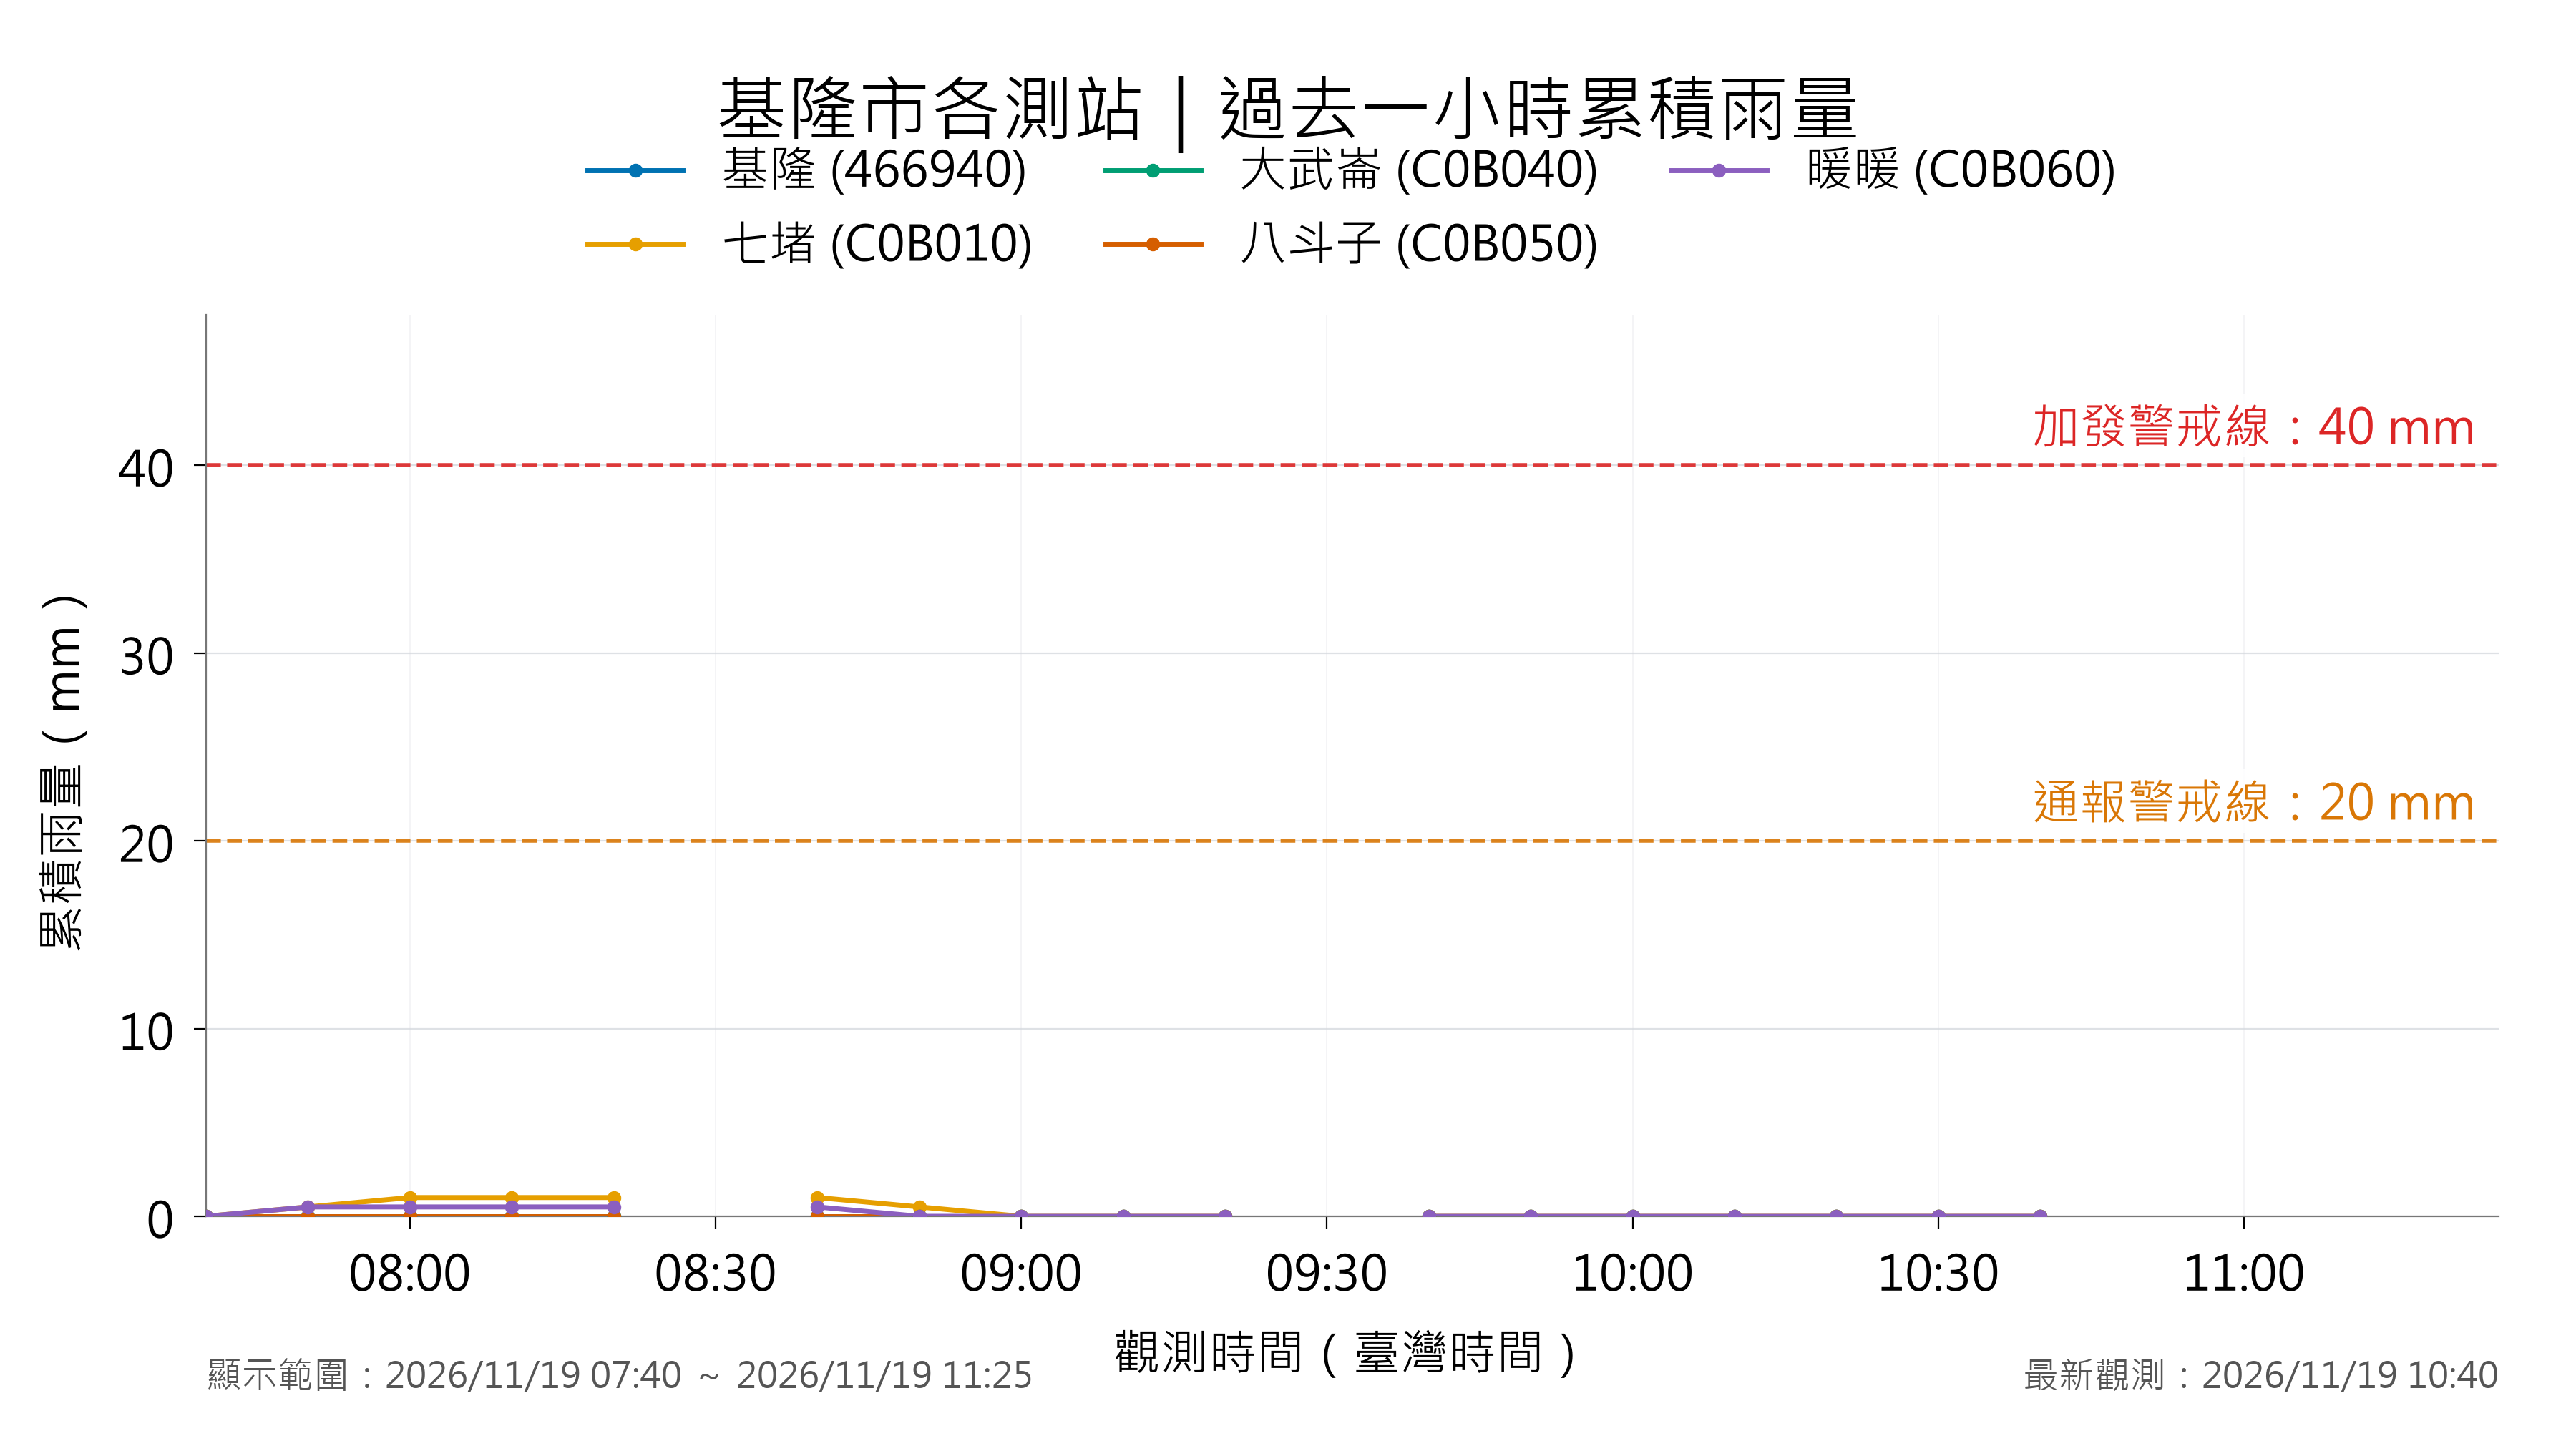 基隆市各測站｜過去一小時累積雨量
基隆 (466940)
大武崙 (C0B040)
暖暖 (C0B060)
七堵 (C0B010)
八斗子 (C0B050)
累積雨量（mm）
40
30
20
10
0
加發警戒線：40 mm
通報警戒線：20 mm
08:00 08:30 09:00 09:30 10:00 10:30 11:00
觀測時間（臺灣時間）
顯示範圍：2026/11/19 07:40 ~ 2026/11/19 11:25
最新觀測：2026/11/19 10:40